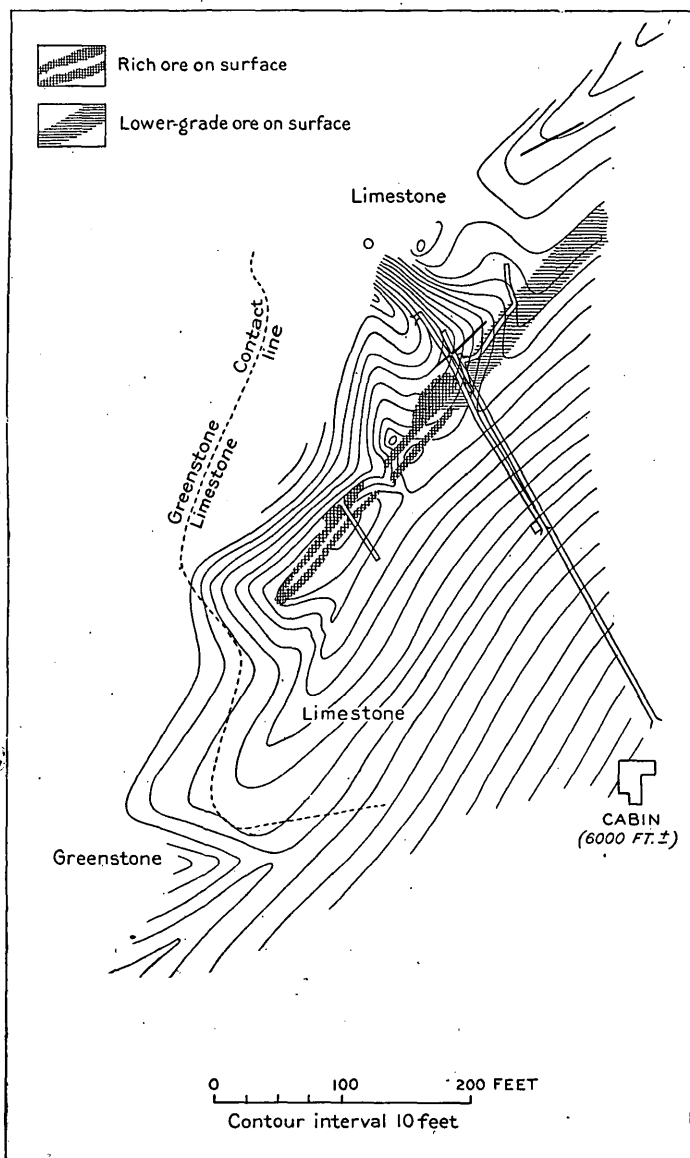 Rich ore on surface
Lower-grade ore on surface
Limestone
Contact
line
Greenstone
Limestone
Limestone
CABIN
(6000 FT.±)
Greenstone
0 100 200 FEET
Contour interval 10 feet